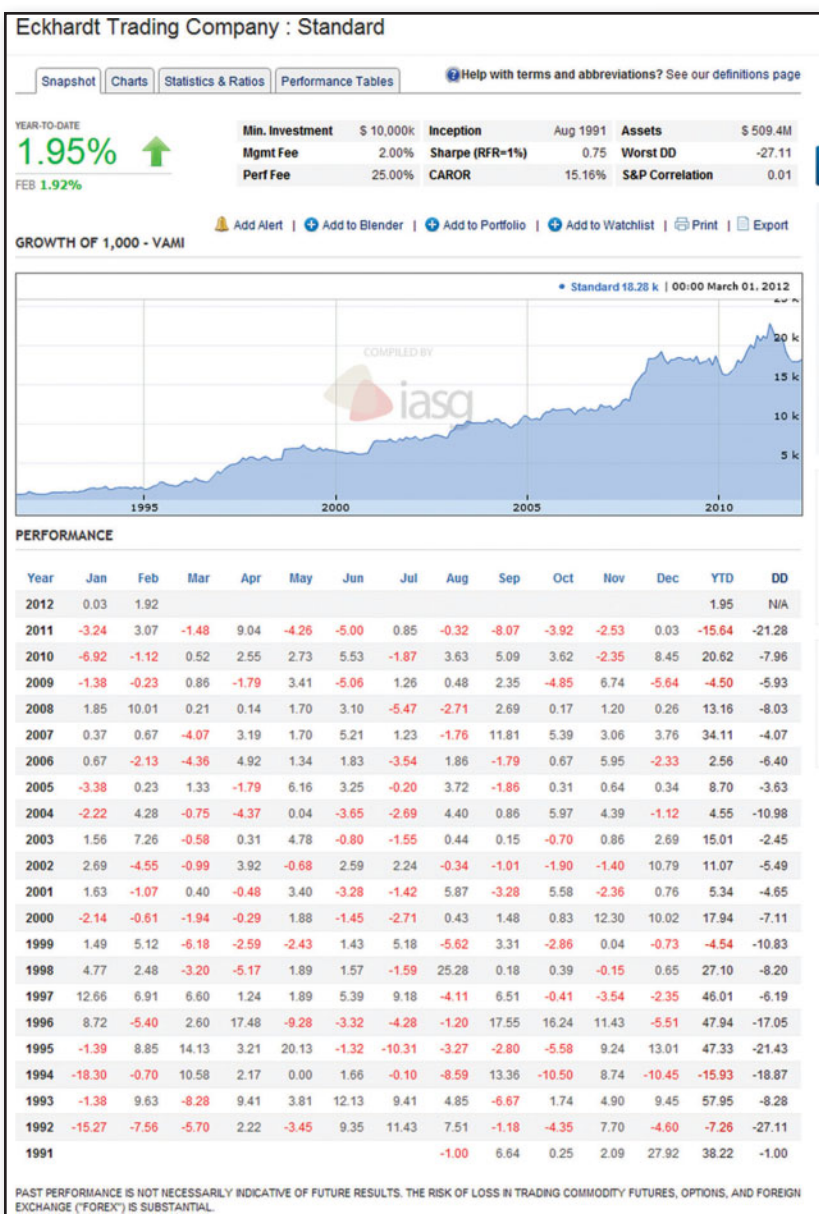 Eckhardt Trading Company : Standard
Snapshot Charts Statistics & Ratios Performance Tables Help with terms and abbreviations? See our definitions page
YEAR-TO-DATE
1.95%
FEB 1.92%
Min. Investment $ 10,000k Inception Aug 1991 Assets $ 509.4M
Mgmt Fee 2.00% Sharpe (RFR=1%) 0.75 Worst DD -27.11
Perf Fee 25.00% CAROR 15.16% S&P Correlation 0.01
Add Alert | Add to Blender | Add to Portfolio | Add to Watchlist | Print | Export
GROWTH OF 1,000 - VAMI
Standard 18.28 k | 00:00 March 01, 2012
20 k
COMPILED BY
iasg
15 k
10 k
5 k
1995 2000 2005 2010
PERFORMANCE
Year Jan Feb Mar Apr May Jun Jul Aug Sep Oct Nov Dec YTD DD
2012 0.03 1.92 1.95 N/A
2011 -3.24 3.07 -1.48 9.04 -4.26 -5.00 0.85 -0.32 -8.07 -3.92 -2.53 0.03 -15.64 -21.28
2010 -6.92 -1.12 0.52 2.55 2.73 5.53 -1.87 3.63 5.09 3.62 -2.35 8.45 20.62 -7.96
2009 -1.38 -0.23 0.86 -1.79 3.41 -5.06 1.26 0.48 2.35 -4.85 6.74 -5.64 -4.50 -5.93
2008 1.85 10.01 0.21 0.14 1.70 3.10 -5.47 -2.71 2.69 0.17 1.20 0.26 13.16 -8.03
2007 0.37 0.67 -4.07 3.19 1.70 5.21 1.23 -1.76 11.81 5.39 3.06 3.76 34.11 -4.07
2006 0.67 -2.13 -4.36 4.92 1.34 1.83 -3.54 1.86 -1.79 0.67 5.95 -2.33 2.56 -6.40
2005 -3.38 0.23 1.33 -1.79 6.16 3.25 -0.20 3.72 -1.86 0.31 0.64 0.34 8.70 -3.63
2004 -2.22 4.28 -0.75 -4.37 0.04 -3.65 -2.69 4.40 0.86 5.97 4.39 -1.12 4.55 -10.98
2003 1.56 7.26 -0.58 0.31 4.78 -0.80 -1.55 0.44 0.15 -0.70 0.86 2.69 15.01 -2.45
2002 2.69 -4.55 -0.99 3.92 -0.68 2.59 2.24 -0.34 -1.01 -1.90 -1.40 10.79 11.07 -5.49
2001 1.63 -1.07 0.40 -0.48 3.40 -3.28 -1.42 5.87 -3.28 5.58 -2.36 0.76 5.34 -4.65
2000 -2.14 -0.61 -1.94 -0.29 1.88 -1.45 -2.71 0.43 1.48 0.83 12.30 10.02 17.94 -7.11
1999 1.49 5.12 -6.18 -2.59 -2.43 1.43 5.18 -5.62 3.31 -2.86 0.04 -0.73 -4.54 -10.83
1998 4.77 2.48 -3.20 -5.17 1.89 1.57 -1.59 25.28 0.18 0.39 -0.15 0.65 27.10 -8.20
1997 12.66 6.91 6.60 1.24 1.89 5.39 9.18 -4.11 6.51 -0.41 -3.54 -2.35 46.01 -6.19
1996 8.72 -5.40 2.60 17.48 -9.28 -3.32 -4.28 -1.20 17.55 16.24 11.43 -5.51 47.94 -17.05
1995 -1.39 8.85 14.13 3.21 20.13 -1.32 -10.31 -3.27 -2.80 -5.58 9.24 13.01 47.33 -21.43
1994 -18.30 -0.70 10.58 2.17 0.00 1.66 -0.10 -8.59 13.36 -10.50 8.74 -10.45 -15.93 -18.87
1993 -1.38 9.63 -8.28 9.41 3.81 12.13 9.41 4.85 -6.67 1.74 4.90 9.45 57.95 -8.28
1992 -15.27 -7.56 -5.70 2.22 -3.45 9.35 11.43 7.51 -1.18 -4.35 7.70 -4.60 -7.26 -27.11
1991 -1.00 6.64 0.25 2.09 27.92 38.22 -1.00
PAST PERFORMANCE IS NOT NECESSARILY INDICATIVE OF FUTURE RESULTS. THE RISK OF LOSS IN TRADING COMMODITY FUTURES, OPTIONS, AND FOREIGN
EXCHANGE ("FOREX") IS SUBSTANTIAL.